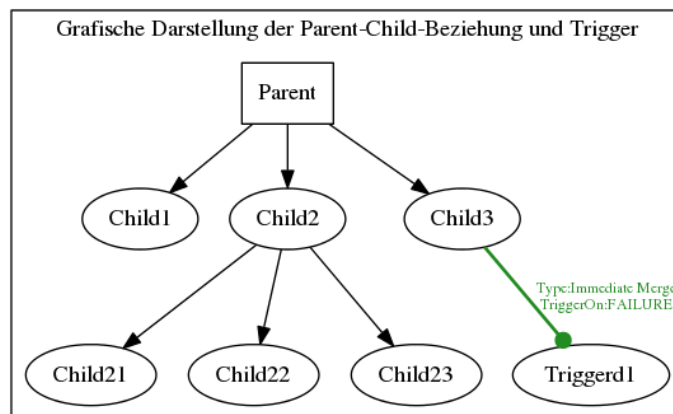 Grafische Darstellung der Parent-Child-Beziehung und Trigger
Parent
Child1
Child2
Child3
Type:Immediate Merge
TriggerOn:FAILURE
Child21
Child22
Child23
Triggerd1